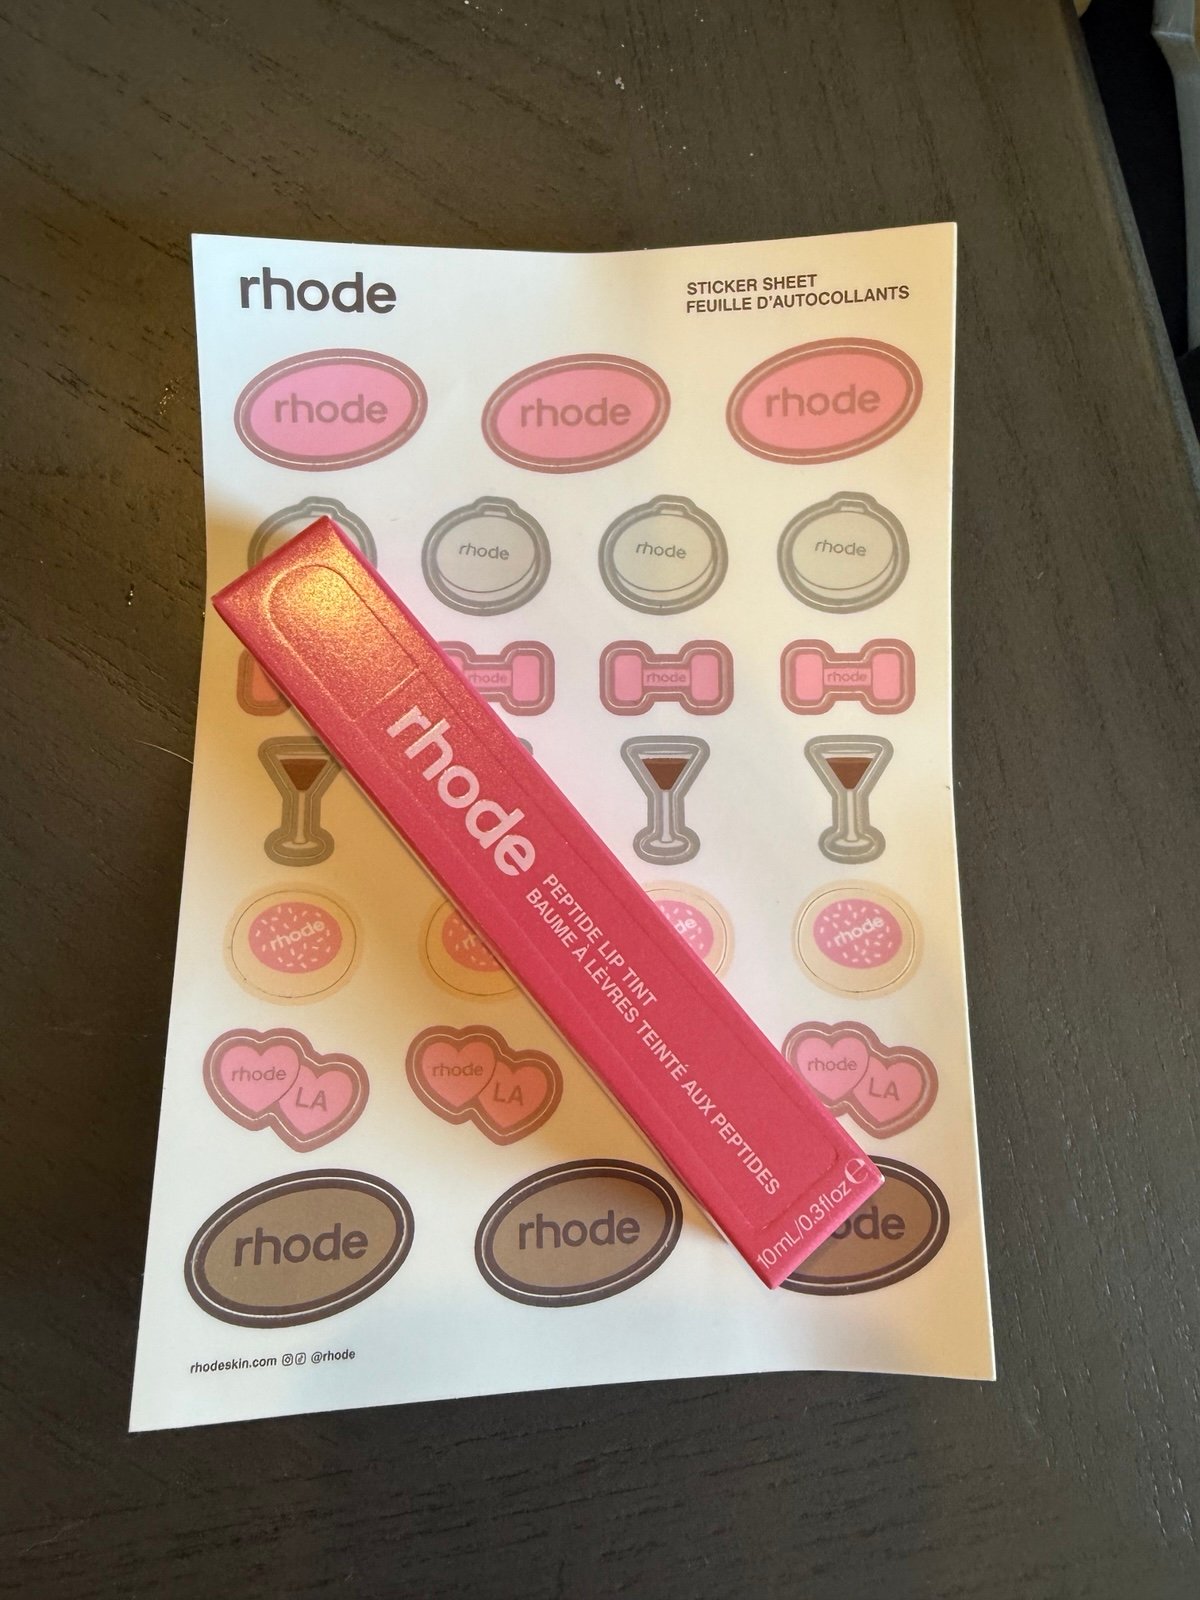 rhode
STICKER SHEET
FEUILLE D'AUTOCOLLANTS
rhode
rhode
rhode
rhode
rhode
rhode
rhode
rhode
rhode
rhode
PEPTIDE LIP TINT
BAUME À LÈVRES TEINTÉ AUX PEPTIDES
10mL/0.3fl oz e
rhode
rhode
rhode LA
rhode LA
rhode LA
rhode
rhode
rhodeskin.com @rhode